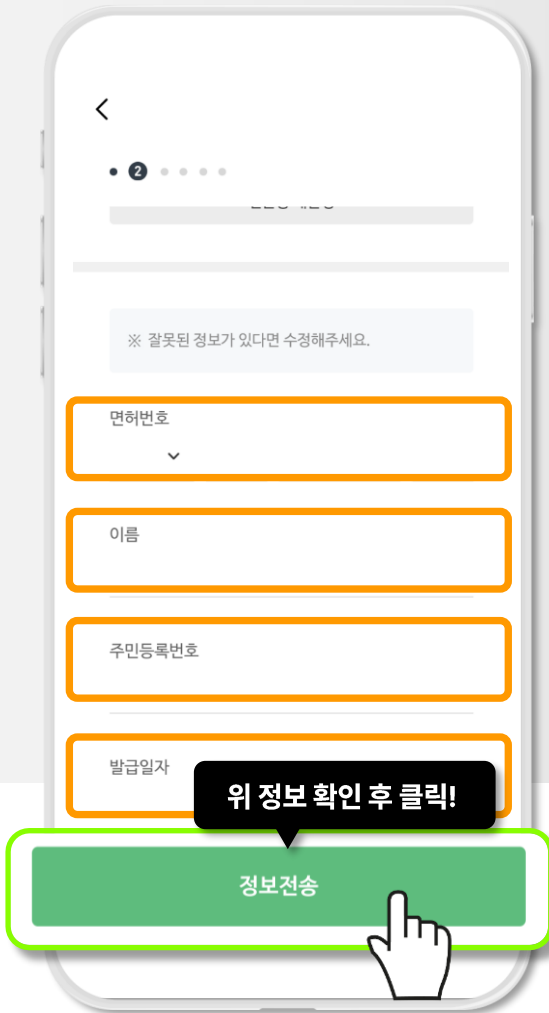 2
※ 잘못된 정보가 있다면 수정해주세요.
면허번호
이름
주민등록번호
발급일자
위 정보 확인 후 클릭!
정보전송